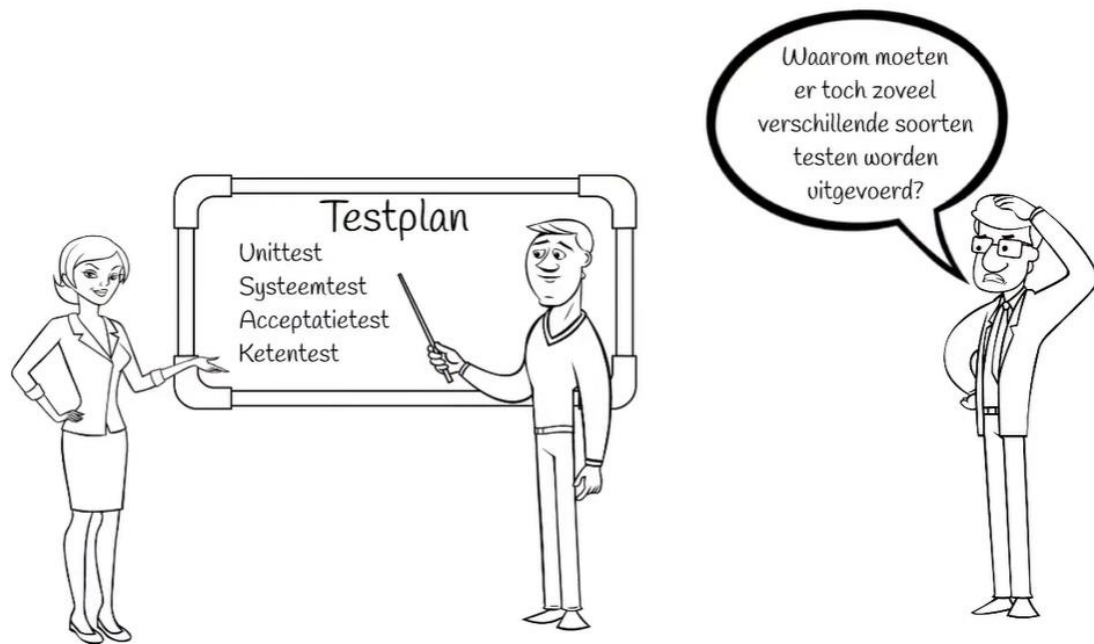 Waarom moeten
er toch zoveel
verschillende soorten
testen worden
uitgevoerd?
Testplan
Unittest
Systeemtest
Acceptatietest
Ketentest